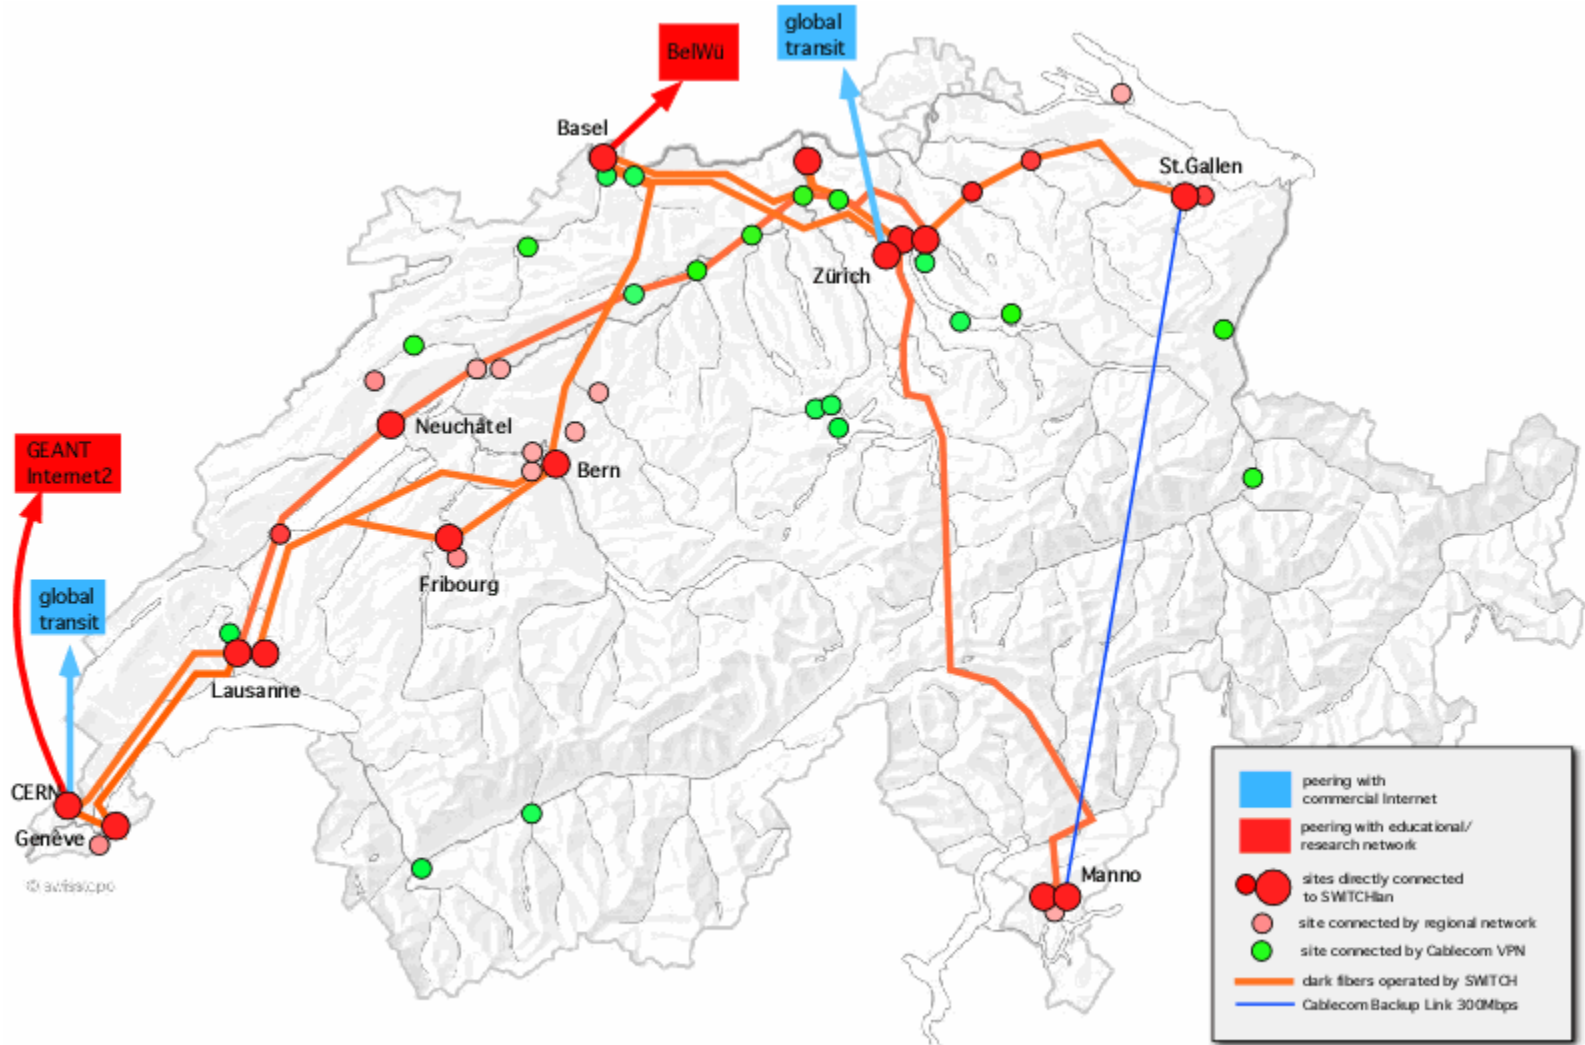 BelWü
global
transit
Basel
St.Gallen
Zürich
Neuchâtel
GEANT
Internet2
Bern
Fribourg
global
transit
Lausanne
CERN
Genève
© swisstopo
Manno
peering with
commercial Internet
peering with educational/
research network
sites directly connected
to SWITCHlan
site connected by regional network
site connected by Cablecom VPN
dark fibers operated by SWITCH
Cablecom Backup Link 300Mbps